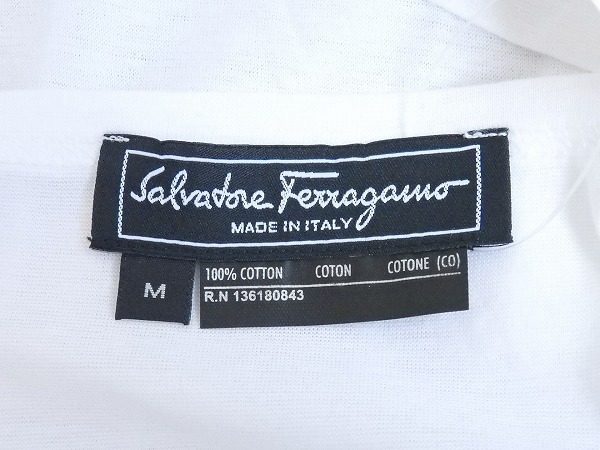 Salvatore Ferragamo
MADE IN ITALY
M
100% COTTON COTON COTONE (CO)
R.N 136180843